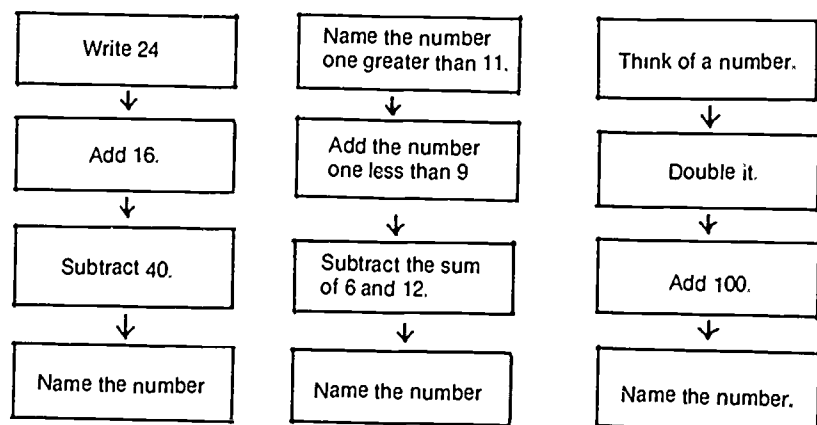 Write 24
Add 16.
Subtract 40.
Name the number
Name the number
one greater than 11.
Add the number
one less than 9
Subtract the sum
of 6 and 12.
Name the number
Think of a number.
Double it.
Add 100.
Name the number.